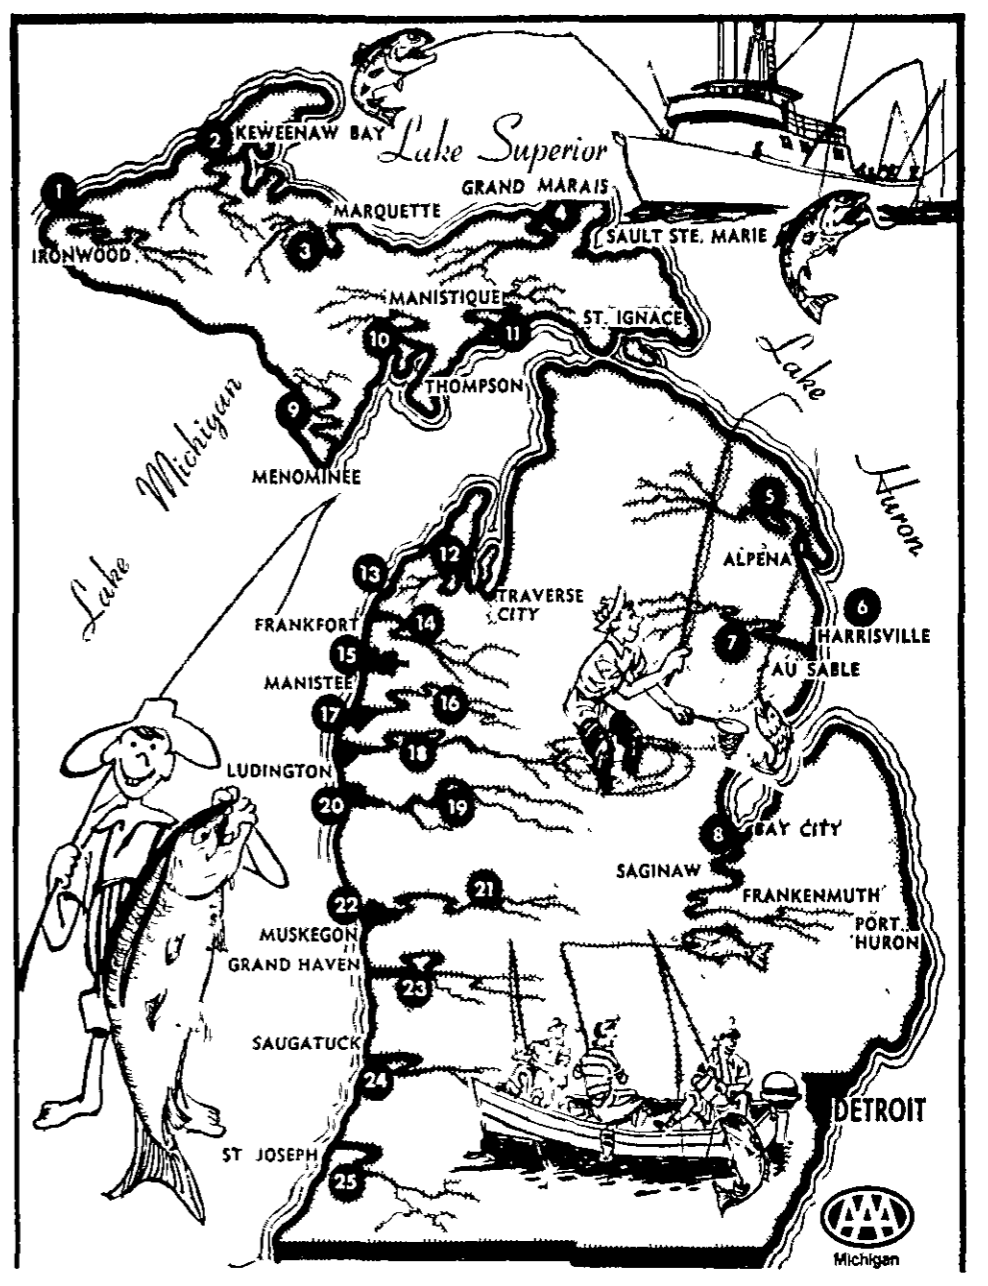 2
KEWEENAW BAY
Lake Superior
1
GRAND MARAIS
MARQUETTE
4
3
SAULT STE. MARIE
IRONWOOD
MANISTIQUE
ST. IGNACE
10
11
Lake
THOMPSON
9
Michigan
MENOMINEE
Huron
5
ALPENA
12
13
Lake
TRAVERSE
CITY
6
FRANKFORT
14
7
HARRISVILLE
15
AU SABLE
MANISTEE
16
17
18
LUDINGTON
20
19
8
BAY CITY
SAGINAW
21
FRANKENMUTH
22
PORT
HURON
MUSKEGON
GRAND HAVEN
23
SAUGATUCK
24
DETROIT
ST JOSEPH
25
AAA
Michigan